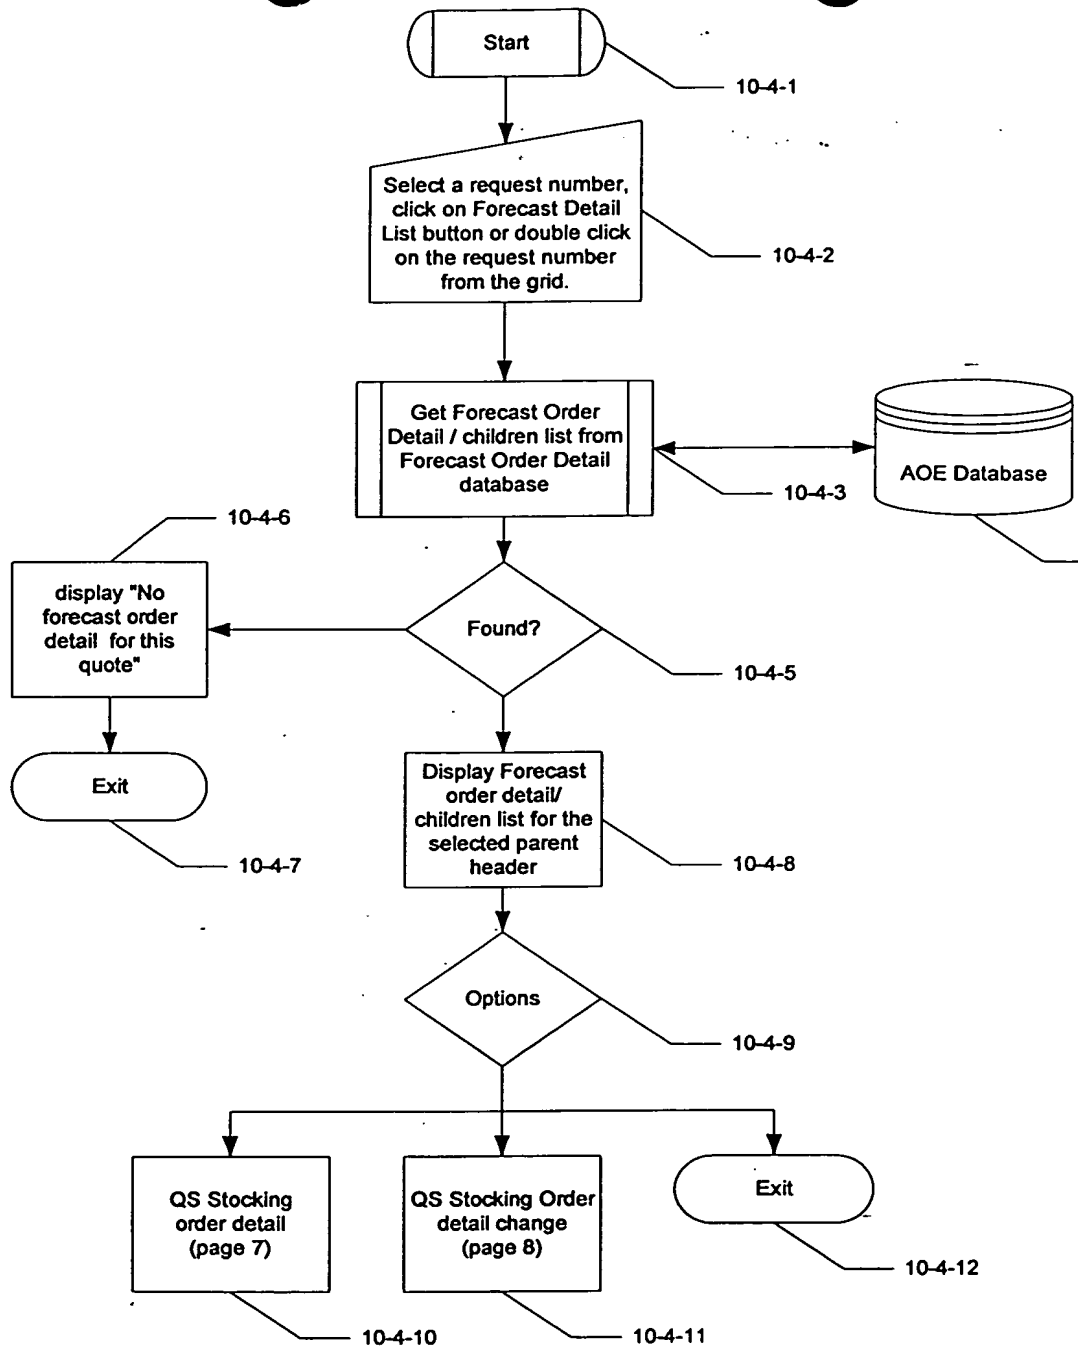 Start
10-4-1
Select a request number,
click on Forecast Detail
List button or double click
on the request number
from the grid.
10-4-2
Get Forecast Order
Detail / children list from
Forecast Order Detail
database
10-4-3
AOE Database
10-4-6
display "No
forecast order
detail for this
quote"
Found?
10-4-5
Exit
10-4-7
Display Forecast
order detail/
children list for the
selected parent
header
10-4-8
Options
10-4-9
QS Stocking
order detail
(page 7)
QS Stocking Order
detail change
(page 8)
Exit
10-4-12
10-4-10
10-4-11